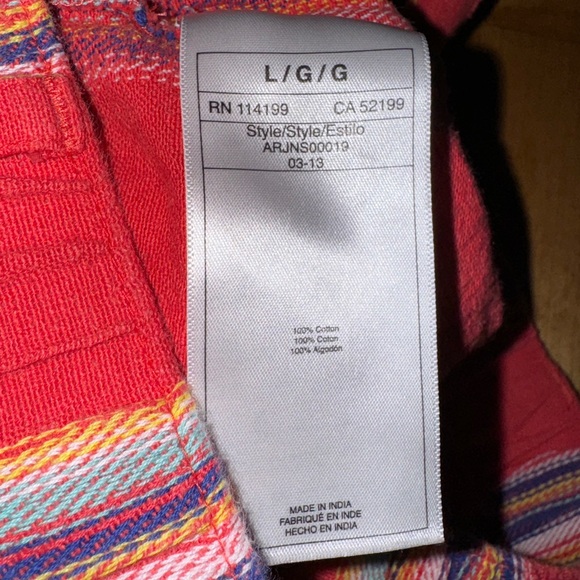 L / G / G
RN 114199 CA 52199
Style/Style/Estilo
ARJNS00019
03-13
100% Cotton
100% Coton
100% Algodón
MADE IN INDIA
FABRIQUÉ EN INDE
HECHO EN INDIA